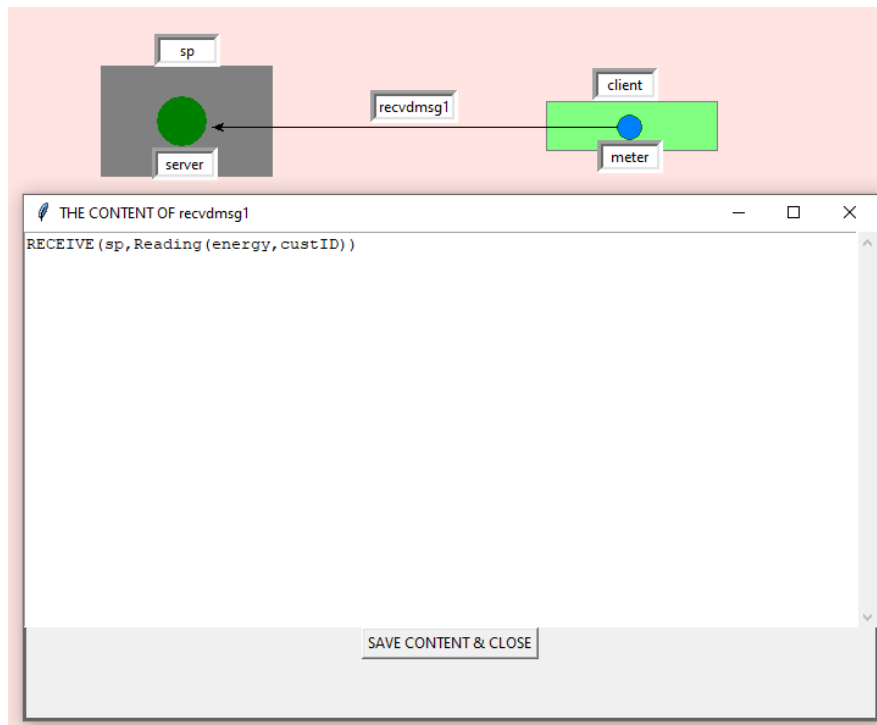 sp
client
recvdmsg1
server
meter
THE CONTENT OF recvdmsg1
RECEIVE(sp,Reading(energy,custID))
SAVE CONTENT & CLOSE